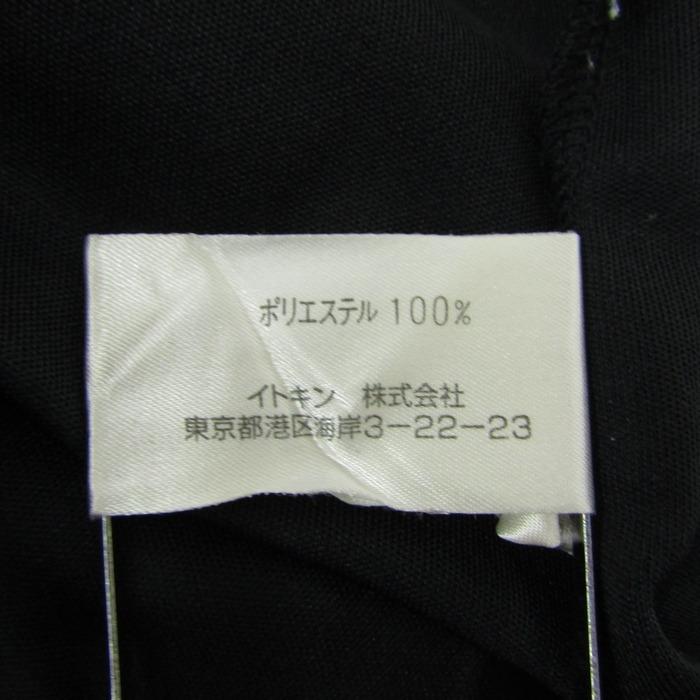 ポリエステル 100%
イトキン 株式会社
東京都港区海岸3-22-23